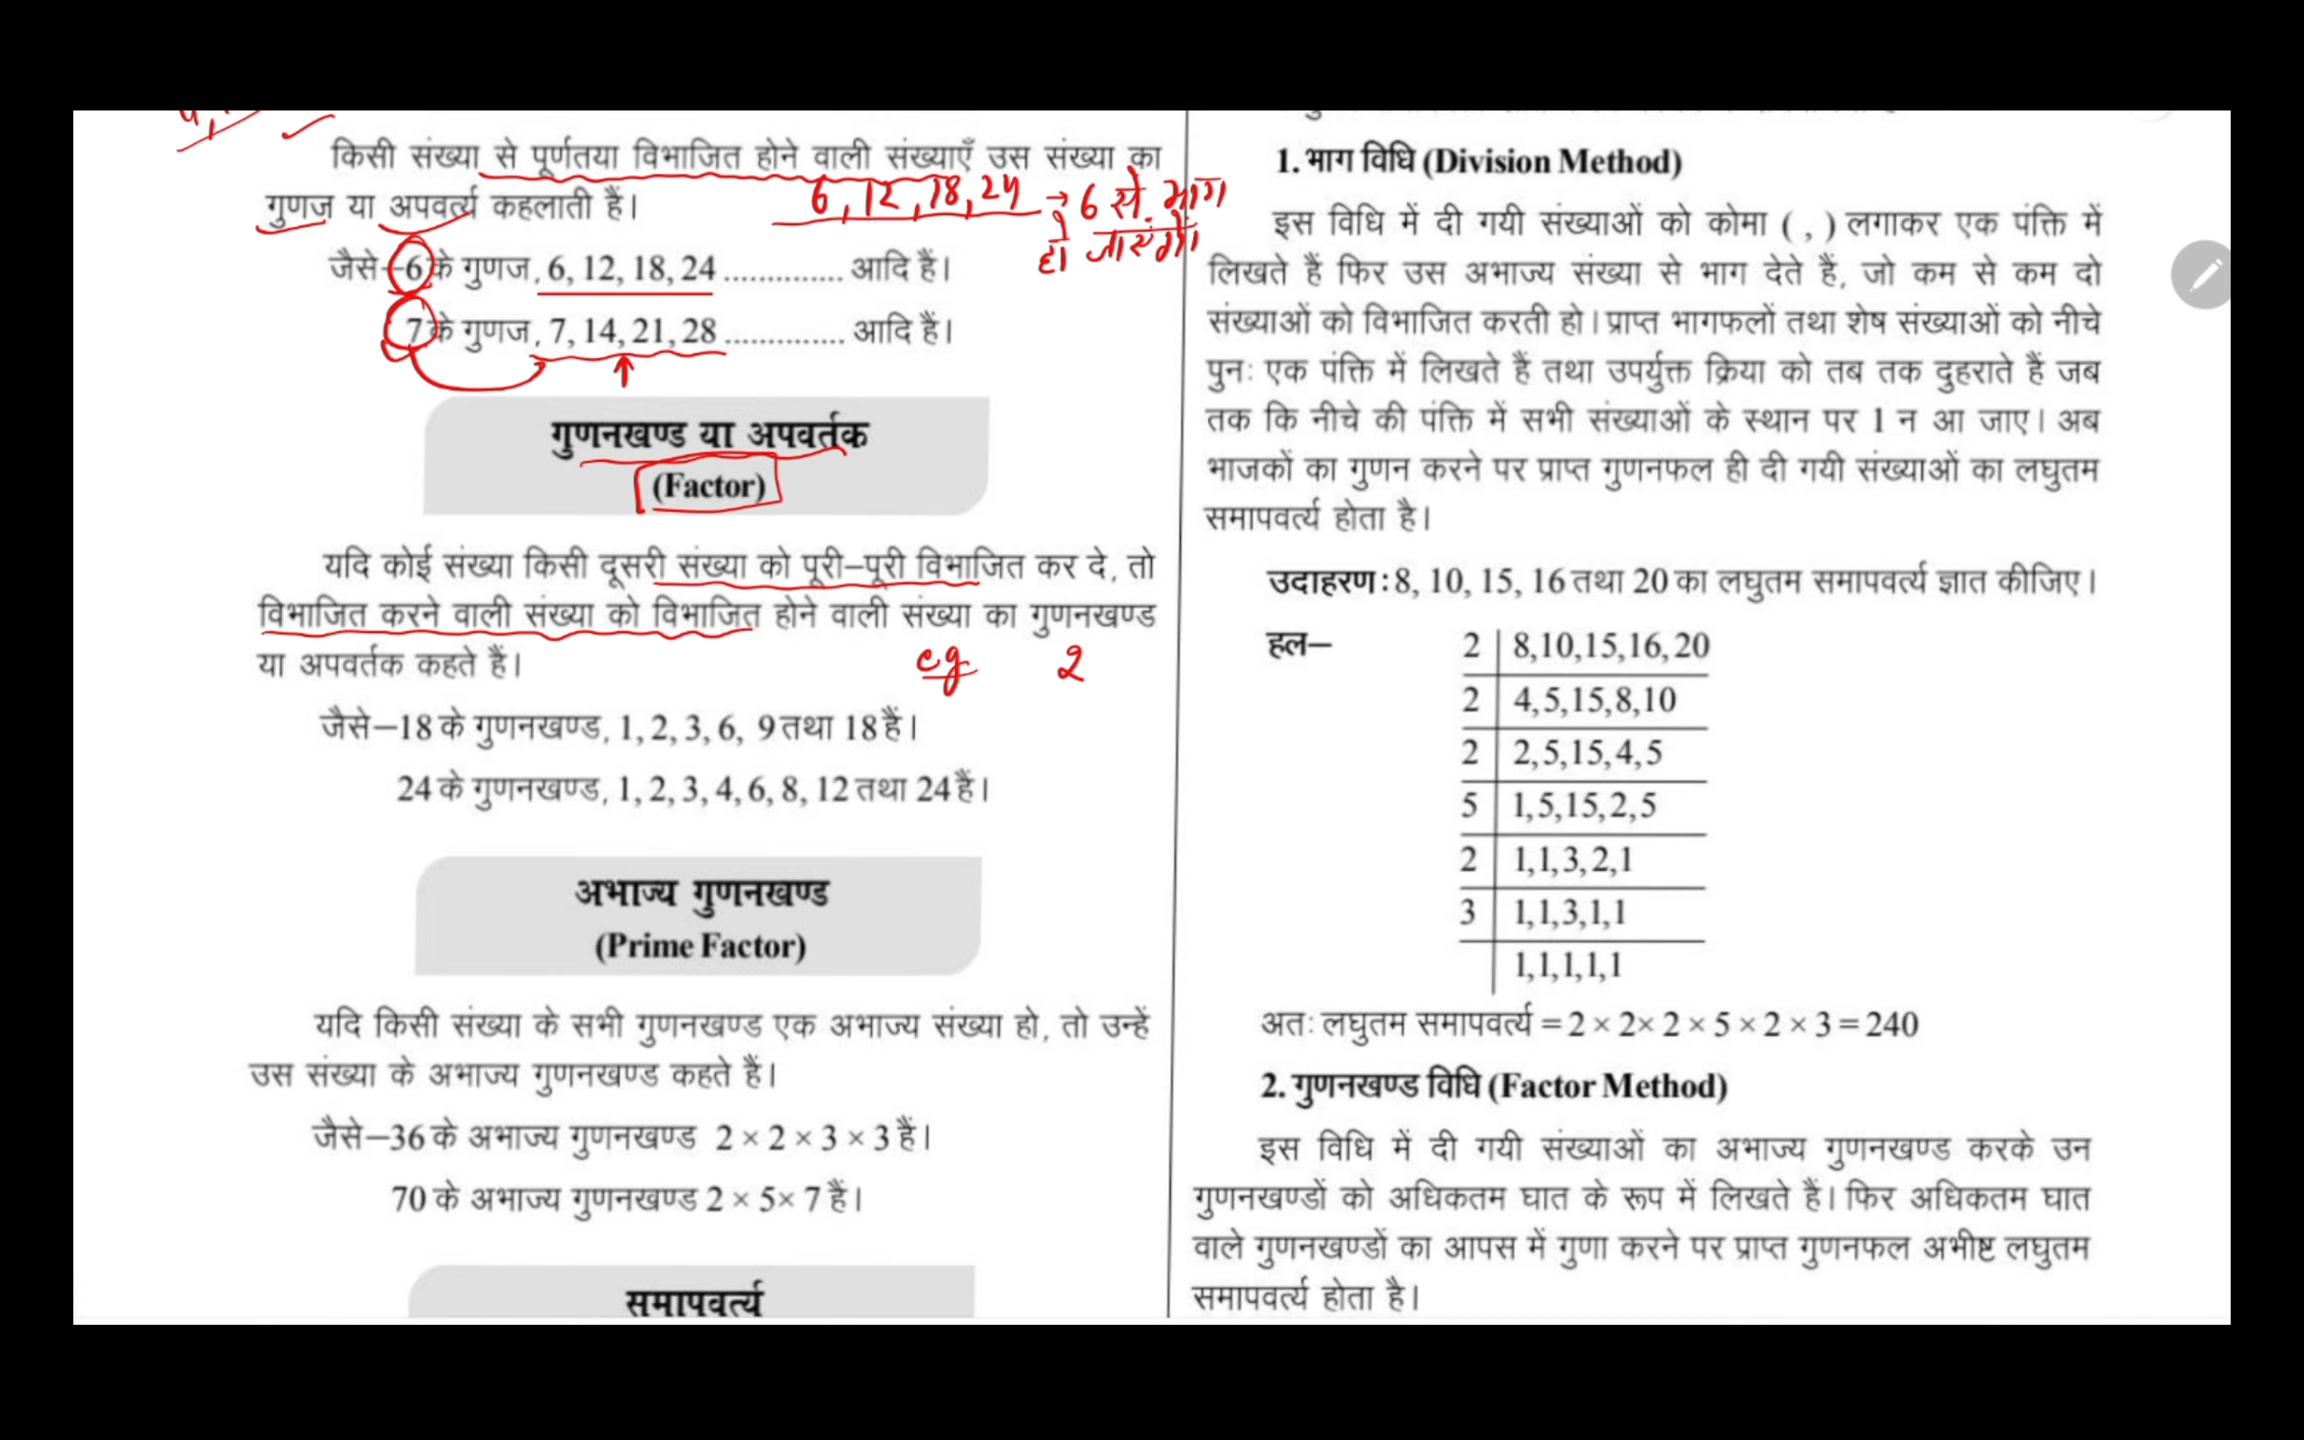 किसी संख्या से पूर्णतया विभाजित होने वाली संख्याएँ उस संख्या का
गुणज या अपवर्त्य कहलाती हैं।
6, 12, 18, 24 → 6 से भाग
हो जाएंगे।
जैसे–6 के गुणज, 6, 12, 18, 24 .............. आदि हैं।
7 के गुणज, 7, 14, 21, 28 .............. आदि है।
गुणनखण्ड या अपवर्तक
(Factor)
यदि कोई संख्या किसी दूसरी संख्या को पूरी–पूरी विभाजित कर दे, तो
विभाजित करने वाली संख्या को विभाजित होने वाली संख्या का गुणनखण्ड
या अपवर्तक कहते हैं।
eg 2
जैसे–18 के गुणनखण्ड, 1, 2, 3, 6, 9 तथा 18 हैं।
24 के गुणनखण्ड, 1, 2, 3, 4, 6, 8, 12 तथा 24 है।
अभाज्य गुणनखण्ड
(Prime Factor)
यदि किसी संख्या के सभी गुणनखण्ड एक अभाज्य संख्या हो, तो उन्हें
उस संख्या के अभाज्य गुणनखण्ड कहते हैं।
जैसे–36 के अभाज्य गुणनखण्ड 2 × 2 × 3 × 3 हैं।
70 के अभाज्य गुणनखण्ड 2 × 5× 7 हैं।
समापवर्त्य
1. भाग विधि (Division Method)
इस विधि में दी गयी संख्याओं को कोमा ( , ) लगाकर एक पंक्ति में
लिखते हैं फिर उस अभाज्य संख्या से भाग देते हैं, जो कम से कम दो
संख्याओं को विभाजित करती हो। प्राप्त भागफलों तथा शेष संख्याओं को नीचे
पुनः एक पंक्ति में लिखते हैं तथा उपर्युक्त क्रिया को तब तक दुहराते हैं जब
तक कि नीचे की पंक्ति में सभी संख्याओं के स्थान पर 1 न आ जाए। अब
भाजकों का गुणन करने पर प्राप्त गुणनफल ही दी गयी संख्याओं का लघुतम
समापवर्त्य होता है।
उदाहरण : 8, 10, 15, 16 तथा 20 का लघुतम समापवर्त्य ज्ञात कीजिए।
हल– 2 | 8,10,15,16, 20
2 | 4,5,15,8,10
2 | 2,5,15,4,5
5 | 1,5,15,2,5
2 | 1,1,3,2,1
3 | 1,1,3,1,1
1,1,1,1,1
अतः लघुतम समापवर्त्य = 2 × 2× 2 × 5 × 2 × 3 = 240
2. गुणनखण्ड विधि (Factor Method)
इस विधि में दी गयी संख्याओं का अभाज्य गुणनखण्ड करके उन
गुणनखण्डों को अधिकतम घात के रूप में लिखते हैं। फिर अधिकतम घात
वाले गुणनखण्डों का आपस में गुणा करने पर प्राप्त गुणनफल अभीष्ट लघुतम
समापवर्त्य होता है।